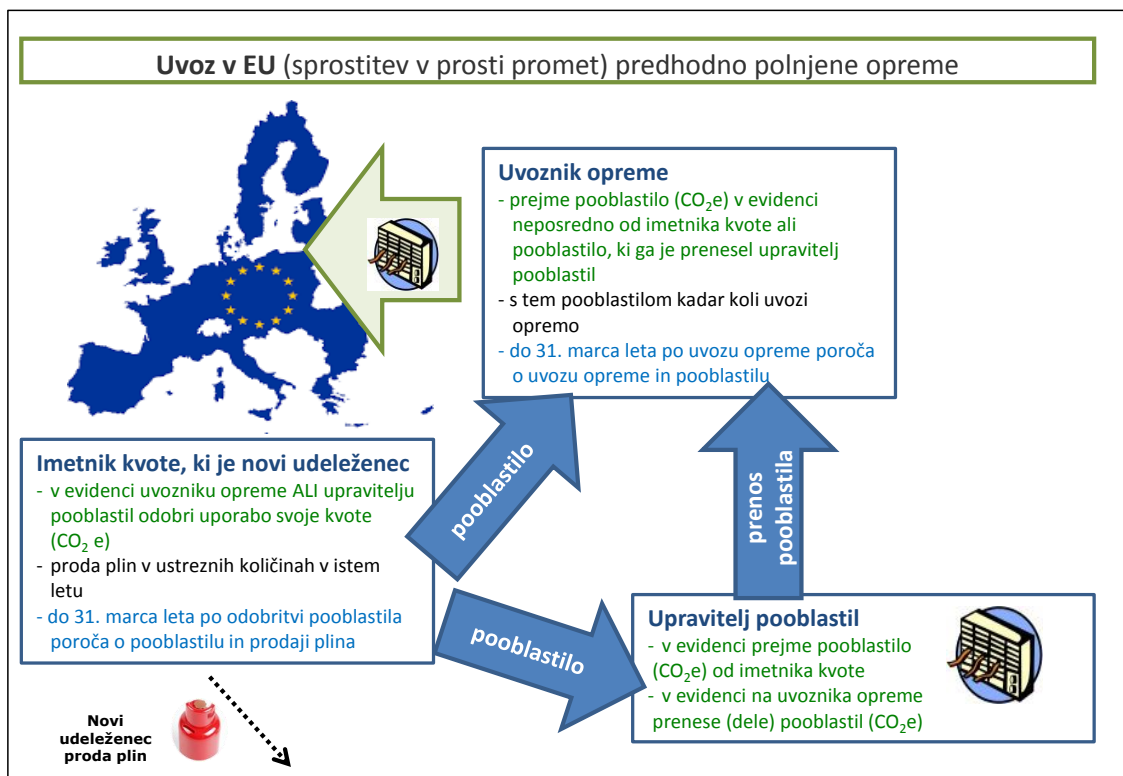 Uvoz v EU (sprostitev v prosti promet) predhodno polnjene opreme
Uvoznik opreme
- prejme pooblastilo (CO₂e) v evidenci
neposredno od imetnika kvote ali
pooblastilo, ki ga je prenesel upravitelj
pooblastil
- s tem pooblastilom kadar koli uvozi
opremo
- do 31. marca leta po uvozu opreme poroča
o uvozu opreme in pooblastilu
Imetnik kvote, ki je novi udeleženec
- v evidenci uvozniku opreme ALI upravitelju
pooblastil odobri uporabo svoje kvote
(CO₂ e)
- proda plin v ustreznih količinah v istem
letu
- do 31. marca leta po odobritvi pooblastila
poroča o pooblastilu in prodaji plina
pooblastilo
pooblastilo
prenos
pooblastila
Upravitelj pooblastil
- v evidenci prejme pooblastilo
(CO₂e) od imetnika kvote
- v evidenci na uvoznika opreme
prenese (dele) pooblastil (CO₂e)
Novi
udeleženec
proda plin